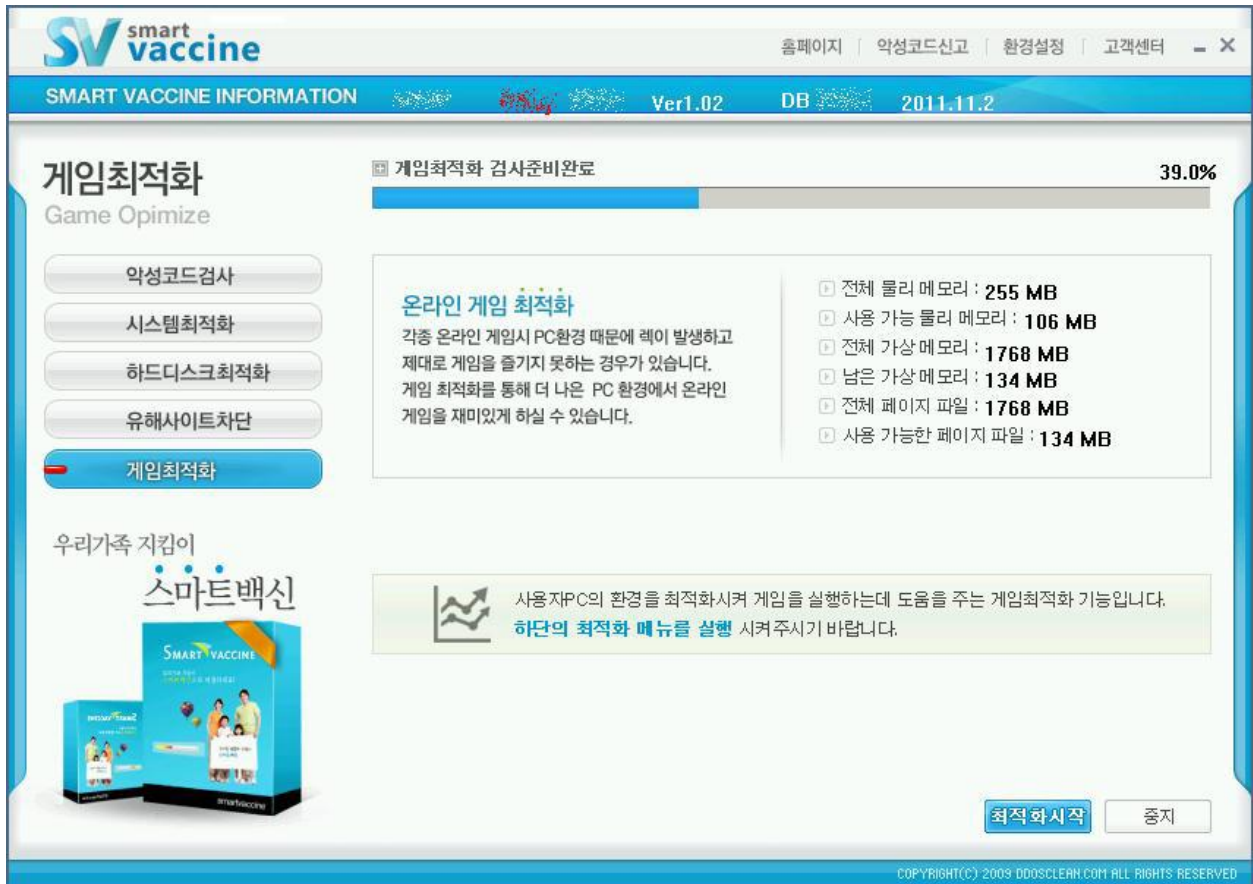 SV smart
vaccine
홈페이지 악성코드신고 환경설정 고객센터
SMART VACCINE INFORMATION Ver1.02 DB 2011.11.2
게임최적화
Game Opimize
게임최적화 검사준비완료
39.0%
악성코드검사
시스템최적화
하드디스크최적화
유해사이트차단
게임최적화
온라인 게임 최적화
각종 온라인 게임시 PC환경 때문에 렉이 발생하고
제대로 게임을 즐기지 못하는 경우가 있습니다.
게임 최적화를 통해 더 나은 PC 환경에서 온라인
게임을 재미있게 하실 수 있습니다.
전체 물리 메모리 : 255 MB
사용 가능 물리 메모리 : 106 MB
전체 가상 메모리 : 1768 MB
남은 가상 메모리 : 134 MB
전체 페이지 파일 : 1768 MB
사용 가능한 페이지 파일 : 134 MB
우리가족 지킴이
스마트백신
SMART VACCINE
smartvaccine
사용자PC의 환경을 최적화시켜 게임을 실행하는데 도움을 주는 게임최적화 기능입니다.
하단의 최적화 메뉴를 실행 시켜주시기 바랍니다.
최적화시작 중지
COPYRIGHT(C) 2009 DDOSCLEAN.COM ALL RIGHTS RESERVED